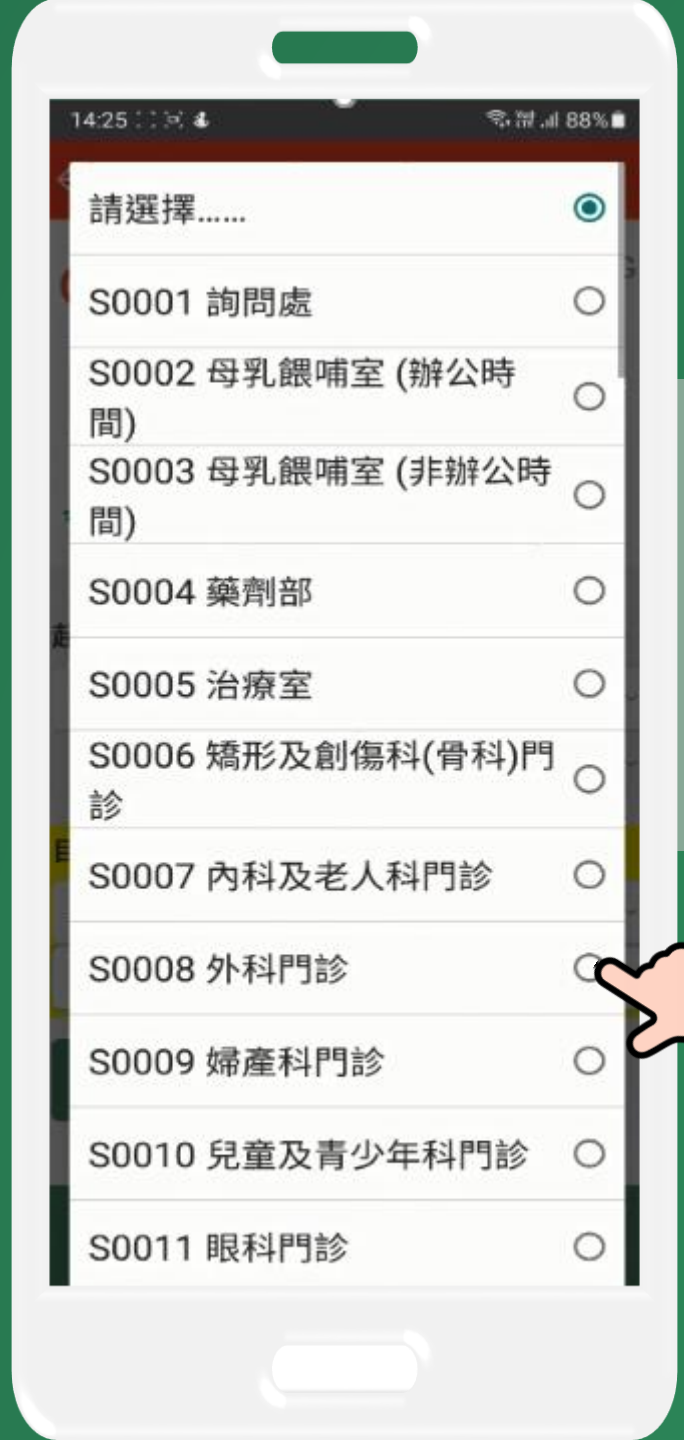 14:25
88%
請選擇......
S0001 詢問處
S0002 母乳餵哺室 (辦公時
間)
S0003 母乳餵哺室 (非辦公時
間)
S0004 藥劑部
S0005 治療室
S0006 矯形及創傷科(骨科)門
診
S0007 內科及老人科門診
S0008 外科門診
S0009 婦產科門診
S0010 兒童及青少年科門診
S0011 眼科門診